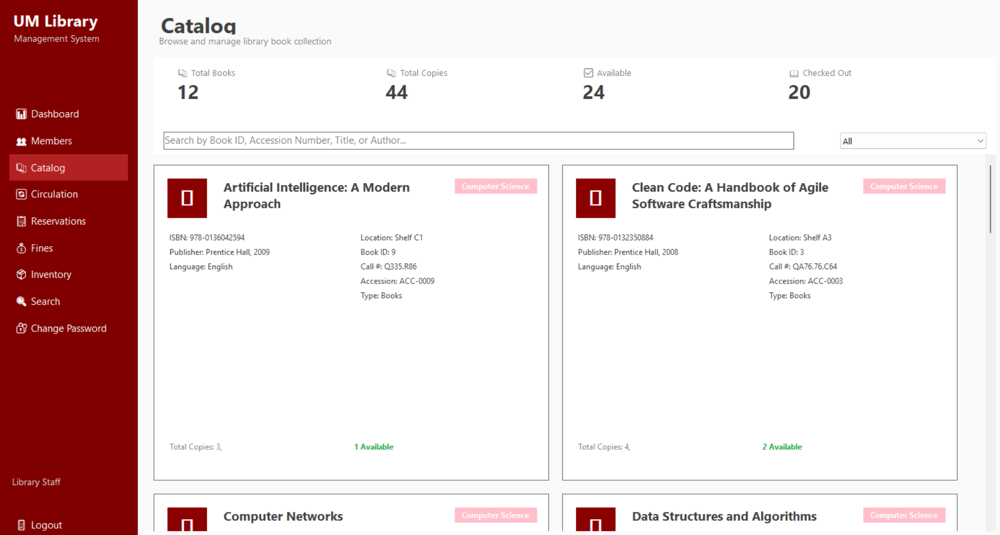 UM Library
Management System
Dashboard
Members
Catalog
Circulation
Reservations
Fines
Inventory
Search
Change Password
Library Staff
Logout
Catalog
Browse and manage library book collection
Total Books
12
Total Copies
44
Available
24
Checked Out
20
Search by Book ID, Accession Number, Title, or Author...
All
Artificial Intelligence: A Modern
Approach
Computer Science
ISBN: 978-0136042594
Publisher: Prentice Hall, 2009
Language: English
Location: Shelf C1
Book ID: 9
Call #: Q335.R86
Accession: ACC-0009
Type: Books
Total Copies: 3,
1 Available
Clean Code: A Handbook of Agile
Software Craftsmanship
Computer Science
ISBN: 978-0132350884
Publisher: Prentice Hall, 2008
Language: English
Location: Shelf A3
Book ID: 3
Call #: QA76.76.C64
Accession: ACC-0003
Type: Books
Total Copies: 4,
2 Available
Computer Networks
Computer Science
Data Structures and Algorithms
Computer Science